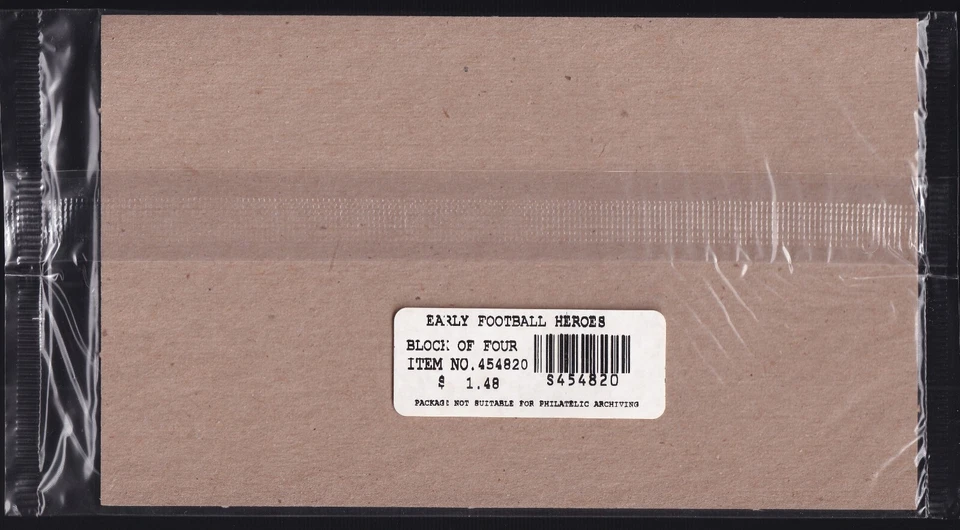 EARLY FOOTBALL HEROES
BLOCK OF FOUR
ITEM NO. 454820
$ 1.48
S454820
PACKAGE NOT SUITABLE FOR PHILATELIC ARCHIVING